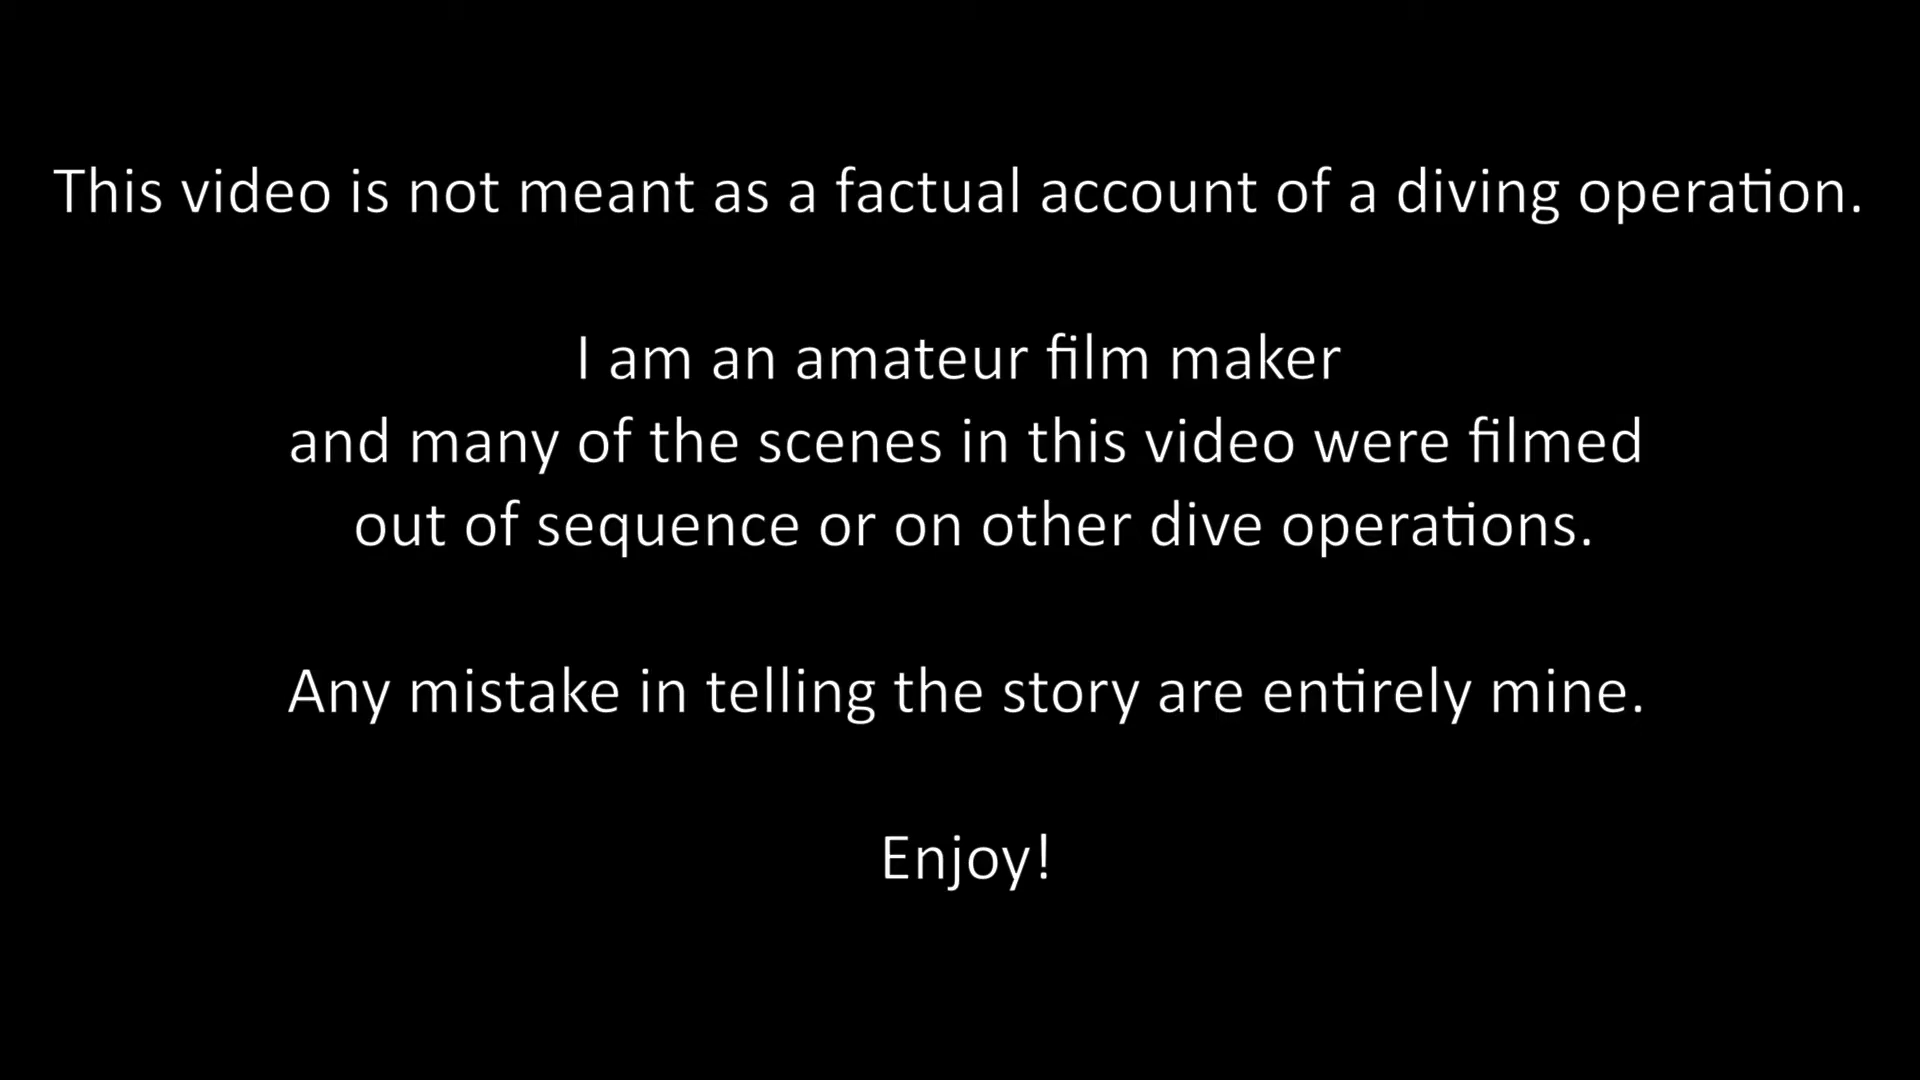 This video is not meant as a factual account of a diving operation.
I am an amateur film maker
and many of the scenes in this video were filmed
out of sequence or on other dive operations.
Any mistake in telling the story are entirely mine.
Enjoy!